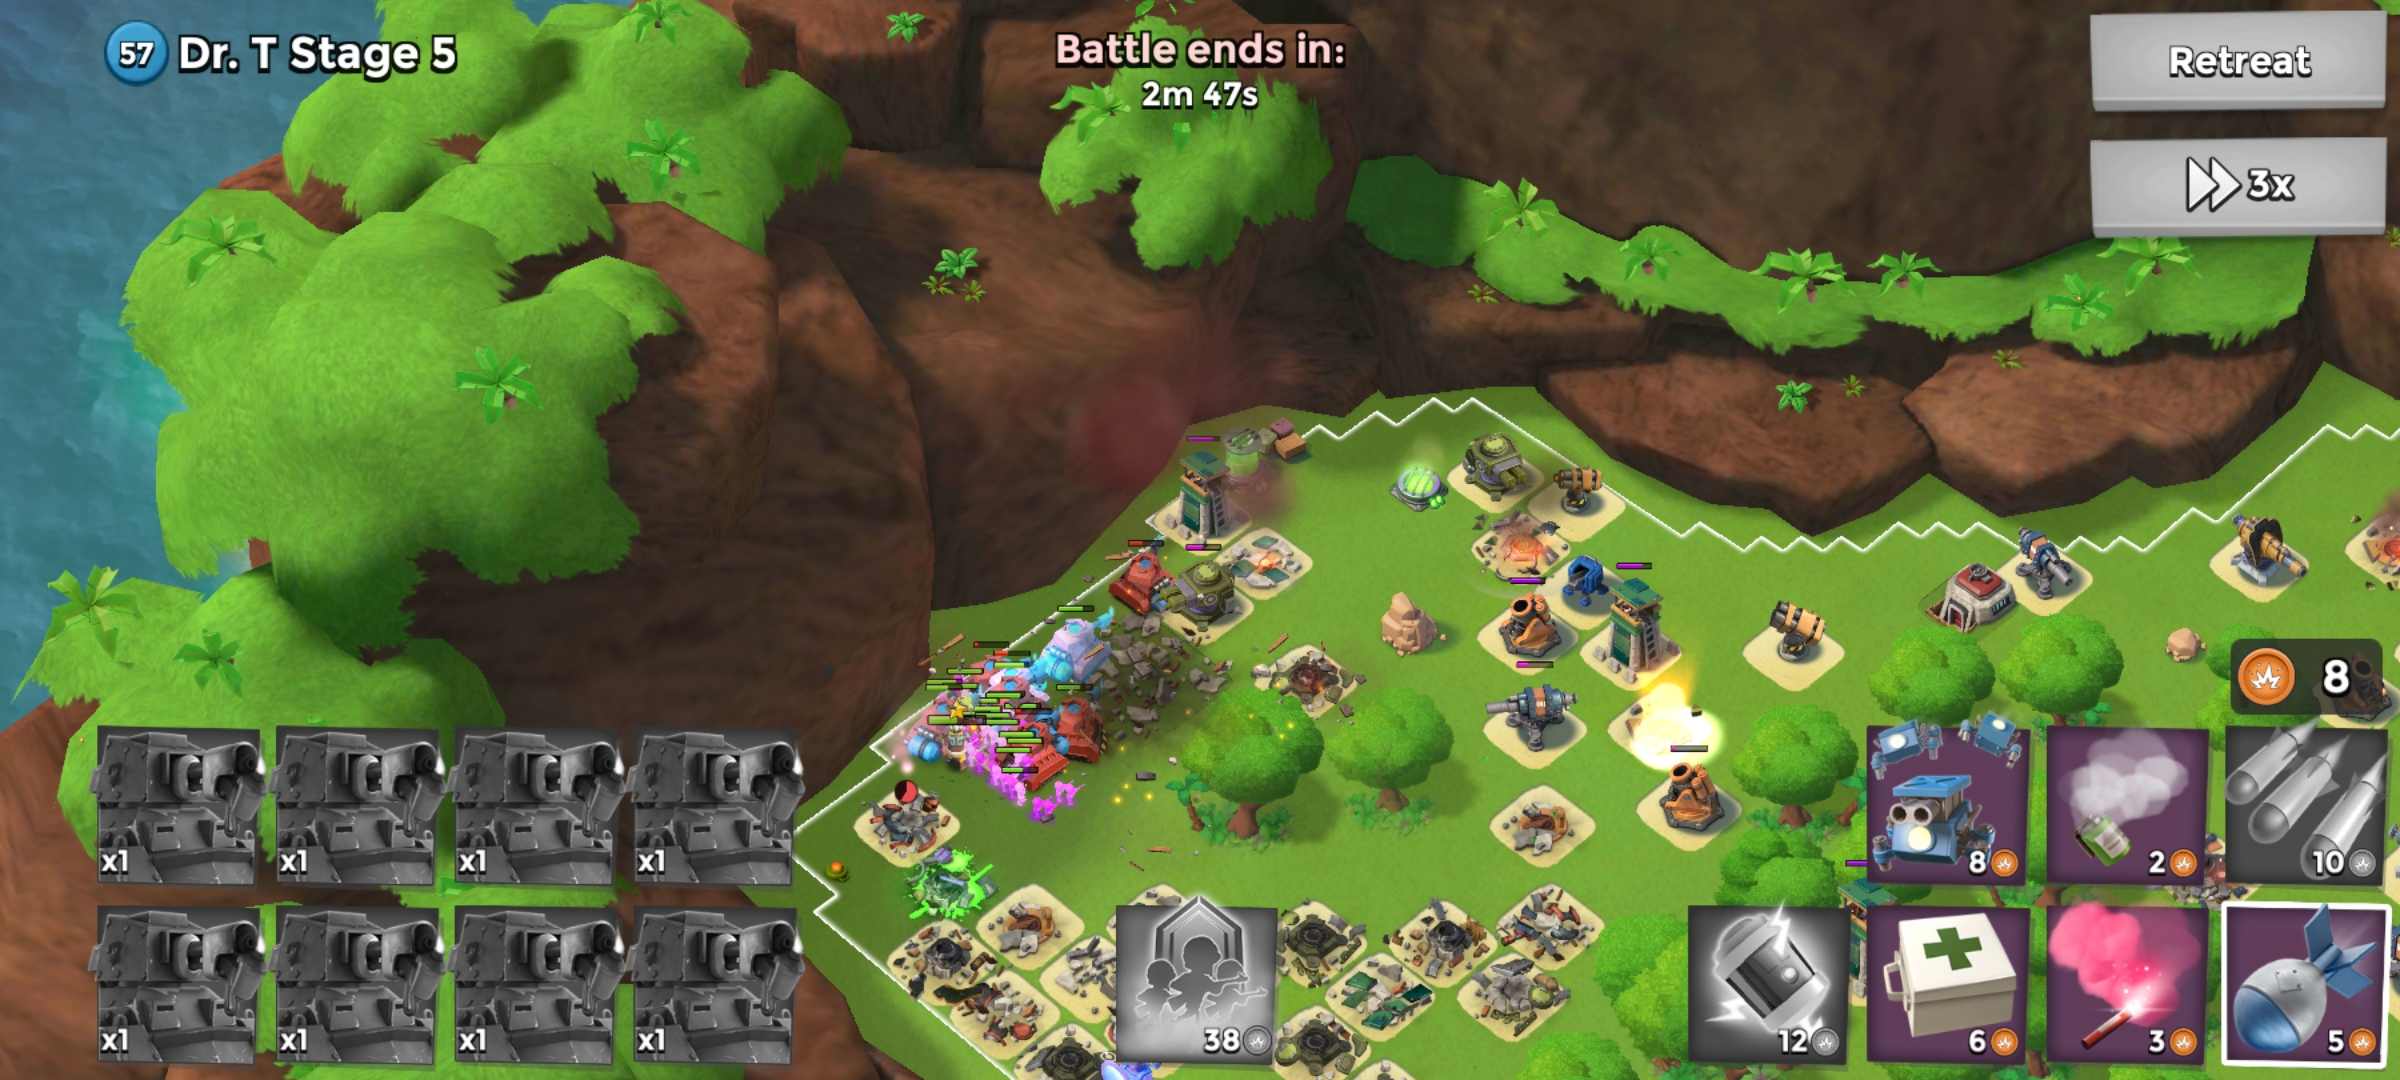 57 Dr. T Stage 5
Battle ends in:
2m 47s
Retreat
3x
8
x1
x1
x1
x1
8
2
10
x1
x1
x1
x1
38
12
6
3
5